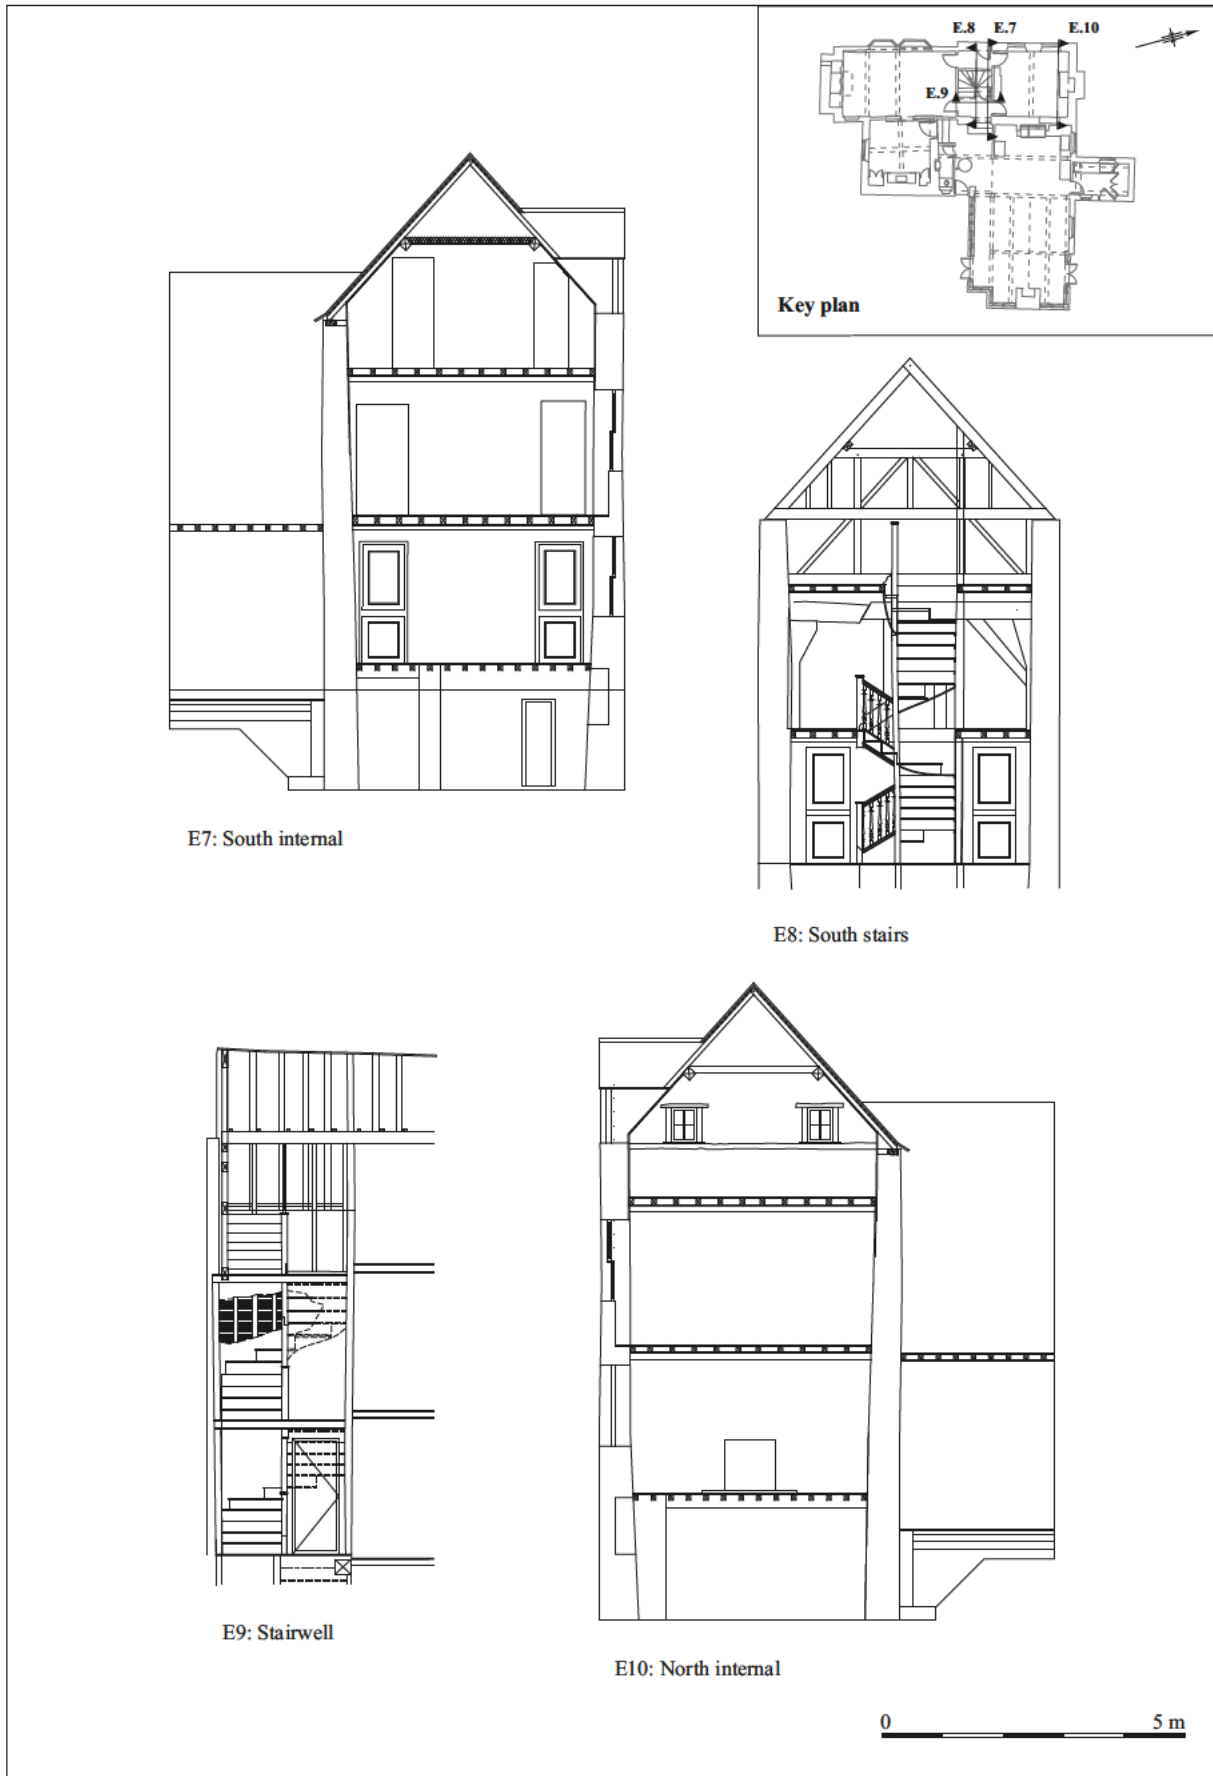 E.8 E.7 E.10
E.9
Key plan
E7: South internal
E8: South stairs
E9: Stairwell
E10: North internal
0 5 m